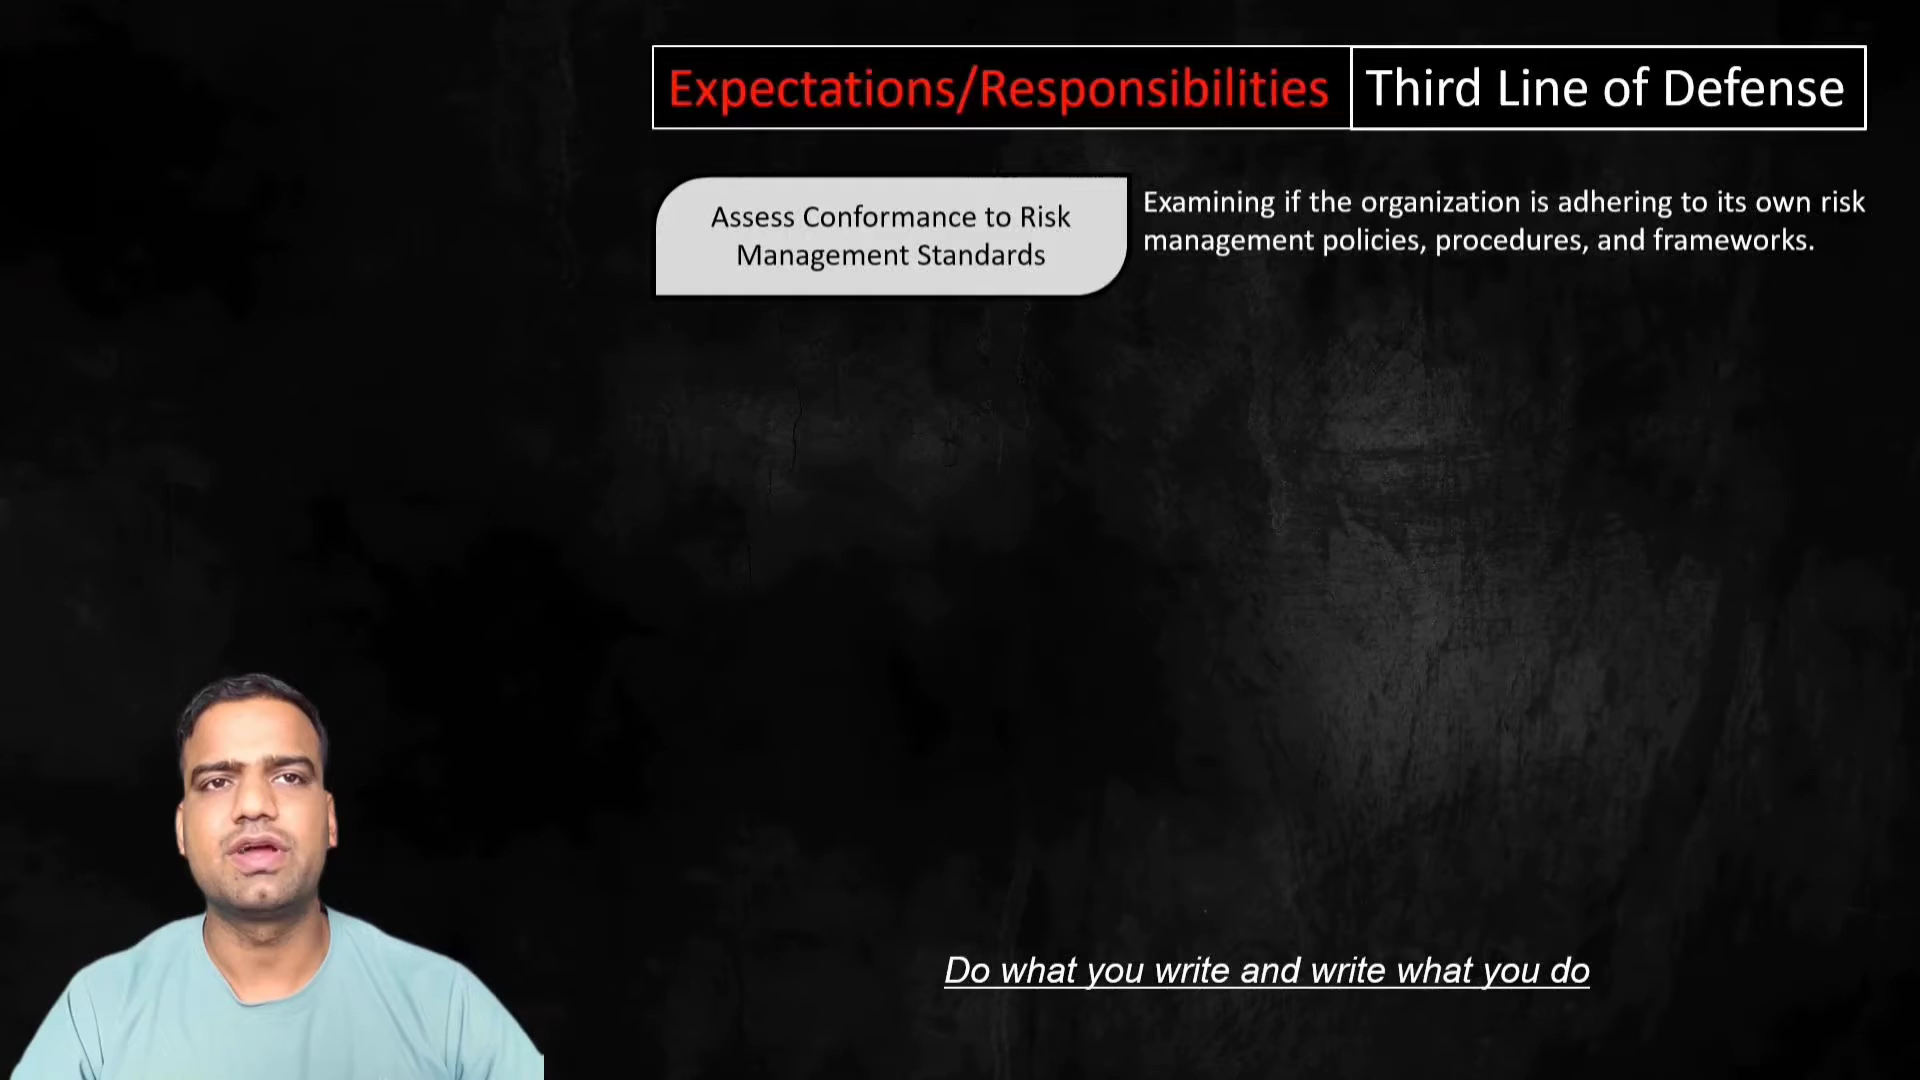 Expectations/Responsibilities
Third Line of Defense
Assess Conformance to Risk
Management Standards
Examining if the organization is adhering to its own risk
management policies, procedures, and frameworks.
Do what you write and write what you do